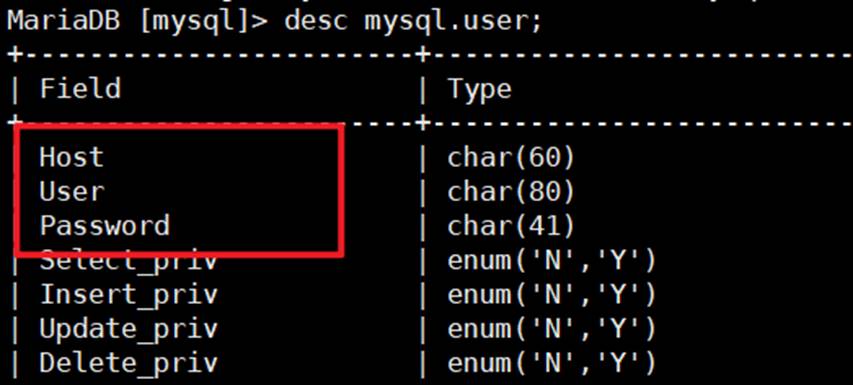 MariaDB [mysql]> desc mysql.user;
+------------------------+--------------------------
| Field                  | Type
+------------------------+--------------------------
| Host                   | char(60)
| User                   | char(80)
| Password               | char(41)
| Select_priv            | enum('N','Y')
| Insert_priv            | enum('N','Y')
| Update_priv            | enum('N','Y')
| Delete_priv            | enum('N','Y')